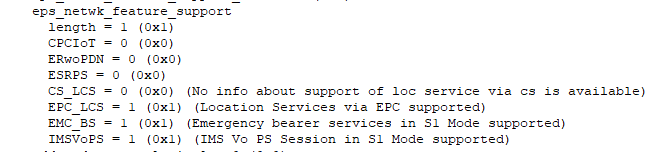 eps_netwk_feature_support
length = 1 (0x1)
CPCIoT = 0 (0x0)
ERwoPDN = 0 (0x0)
ESRPS = 0 (0x0)
CS_LCS = 0 (0x0) (No info about support of loc service via cs is available)
EPC_LCS = 1 (0x1) (Location Services via EPC supported)
EMC_BS = 1 (0x1) (Emergency bearer services in S1 Mode supported)
IMSVoPS = 1 (0x1) (IMS Vo PS Session in S1 Mode supported)